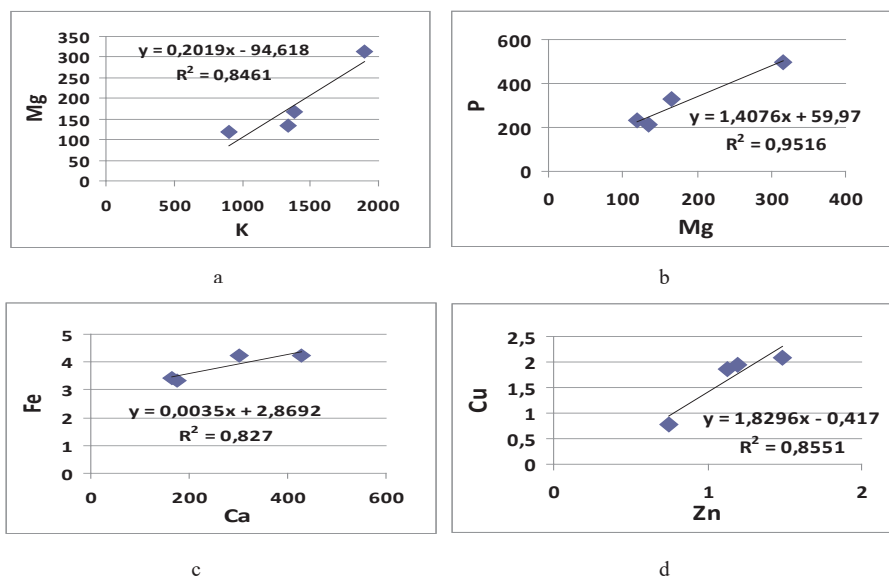 350
300
250
200
150
100
50
0
Mg
y = 0,2019x - 94,618
R² = 0,8461
0 500 1000 1500 2000
K
a
600
400
200
0
P
y = 1,4076x + 59,97
R² = 0,9516
0 100 200 300 400
Mg
b
5
4
3
2
1
0
Fe
y = 0,0035x + 2,8692
R² = 0,827
0 200 400 600
Ca
c
2,5
2
1,5
1
0,5
0
Cu
y = 1,8296x - 0,417
R² = 0,8551
0 1 2
Zn
d